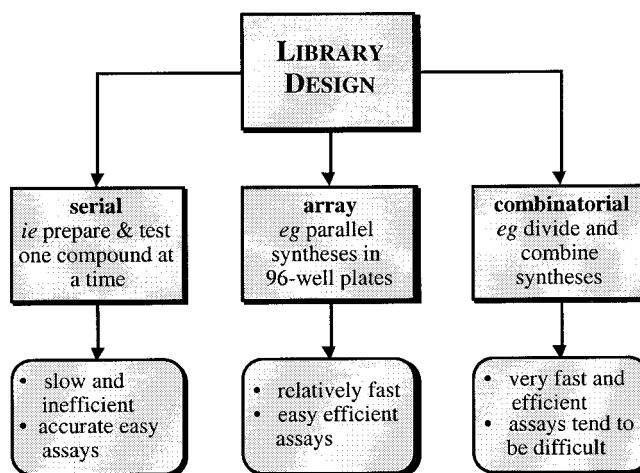 LIBRARY
DESIGN
serial
ie prepare & test
one compound at
a time
array
eg parallel
syntheses in
96-well plates
combinatorial
eg divide and
combine
syntheses
• slow and
inefficient
• accurate easy
assays
• relatively fast
• easy efficient
assays
• very fast and
efficient
• assays tend to
be difficult